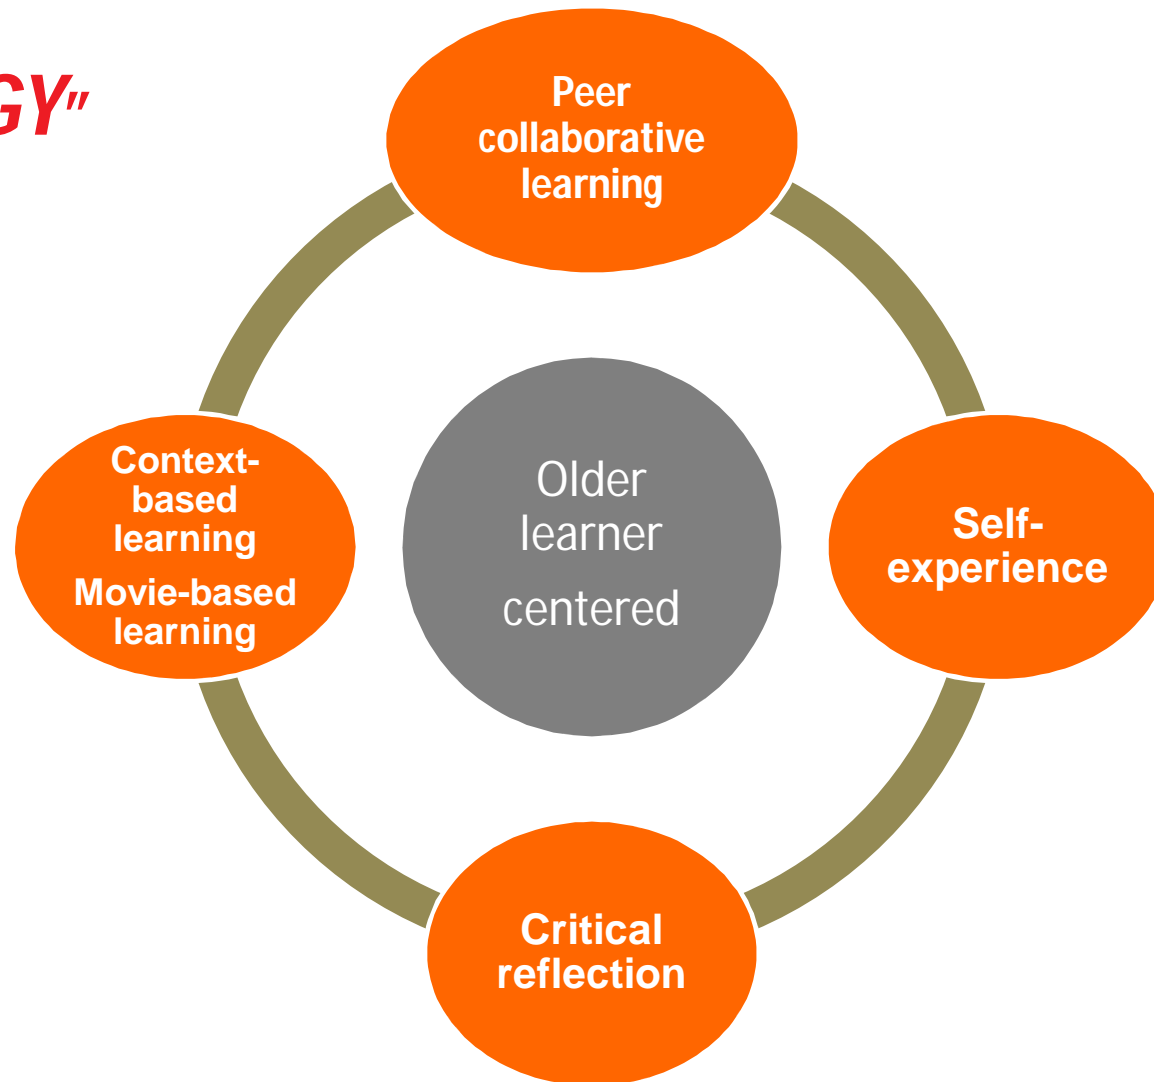 GY"
Peer
collaborative
learning
Context-
based
learning
Movie-based
learning
Older
learner
centered
Self-
experience
Critical
reflection